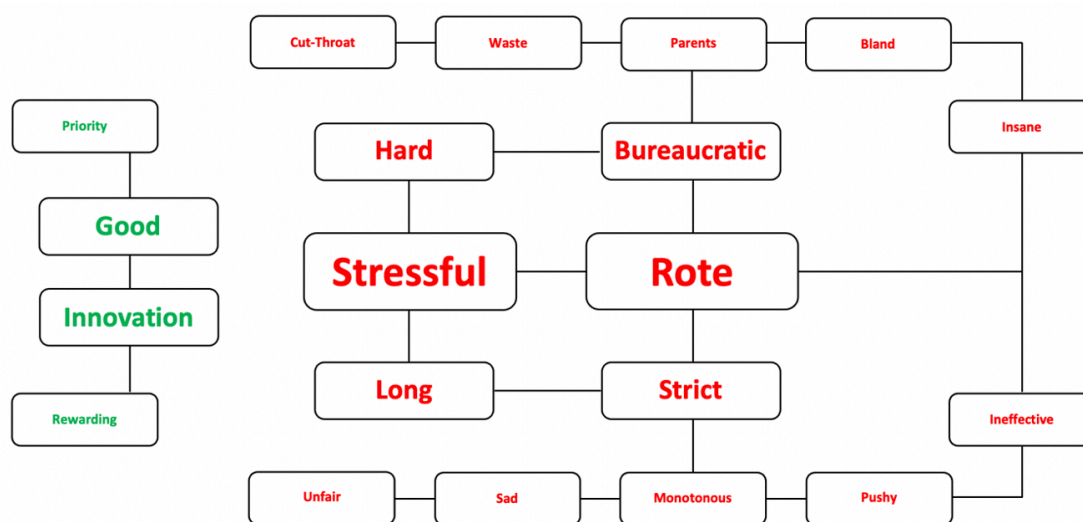 Cut-Throat
Waste
Parents
Bland
Priority
Insane
Hard
Bureaucratic
Good
Stressful
Rote
Innovation
Long
Strict
Rewarding
Ineffective
Unfair
Sad
Monotonous
Pushy